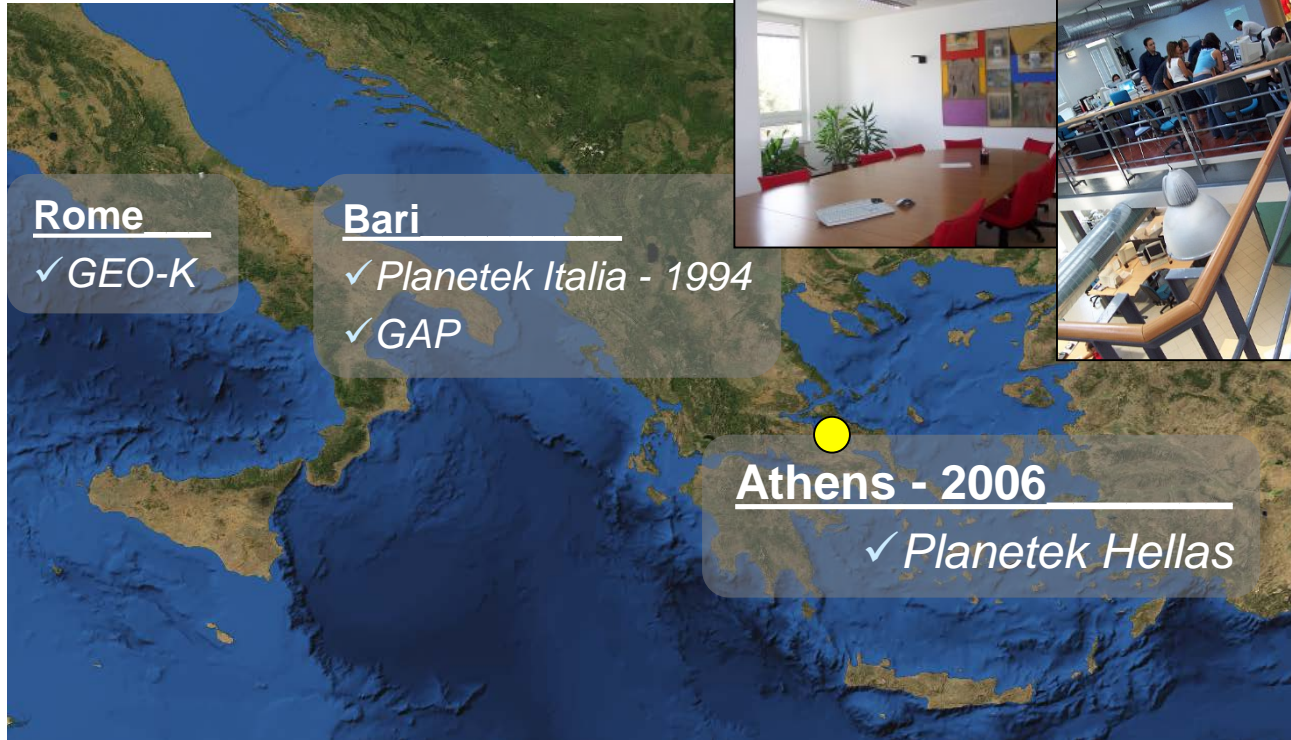 Rome
✓ GEO-K
Bari
✓ Planetek Italia - 1994
✓ GAP
Athens - 2006
✓ Planetek Hellas